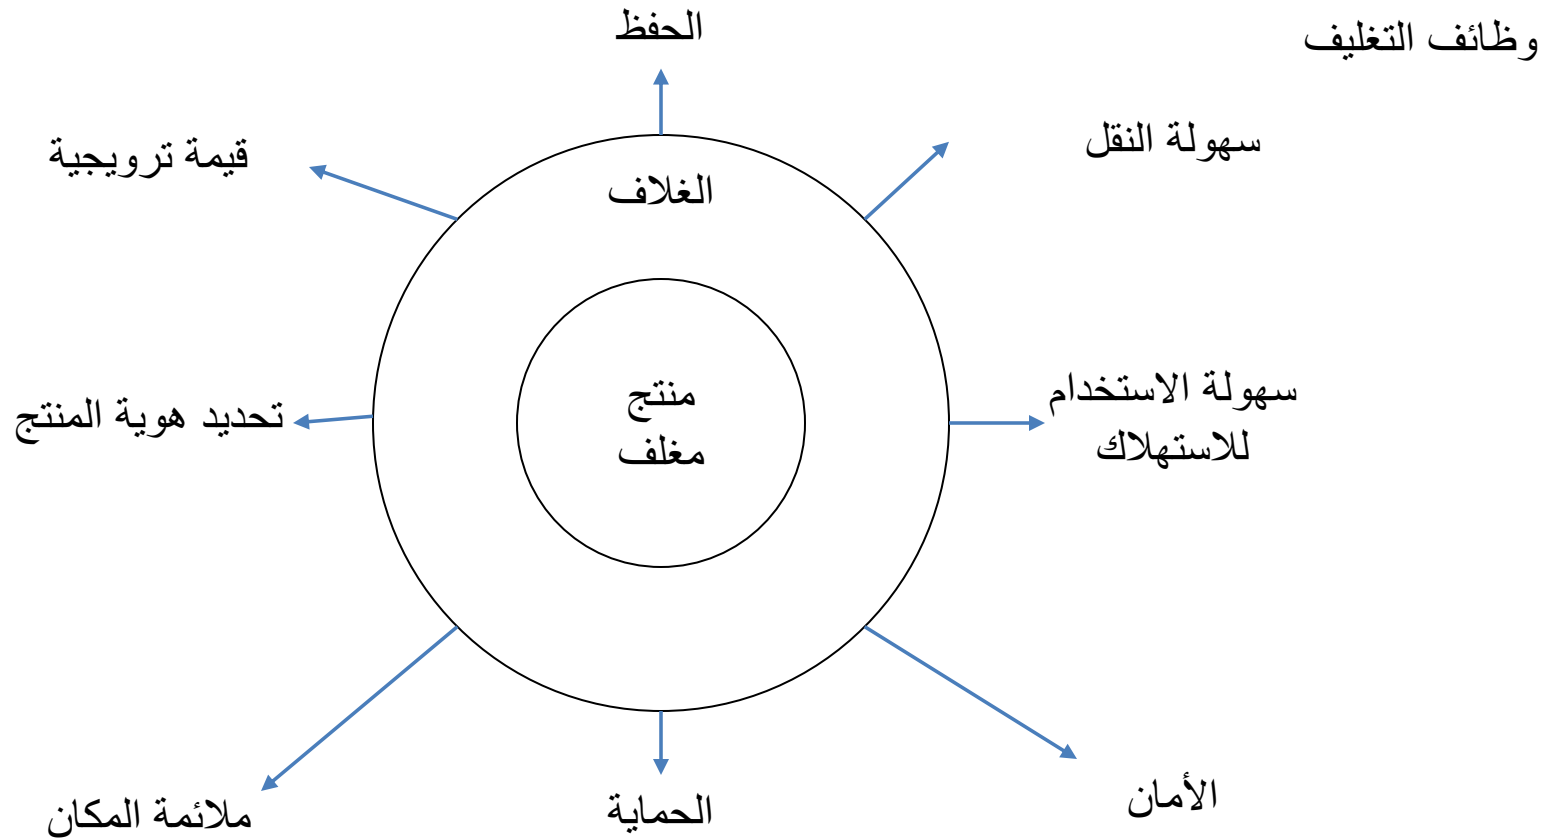 وظائف التغليف
الحفظ
سهولة النقل
قيمة ترويجية
الغلاف
سهولة الاستخدام
للاستهلاك
منتج
مغلف
تحديد هوية المنتج
الأمان
الحماية
ملائمة المكان